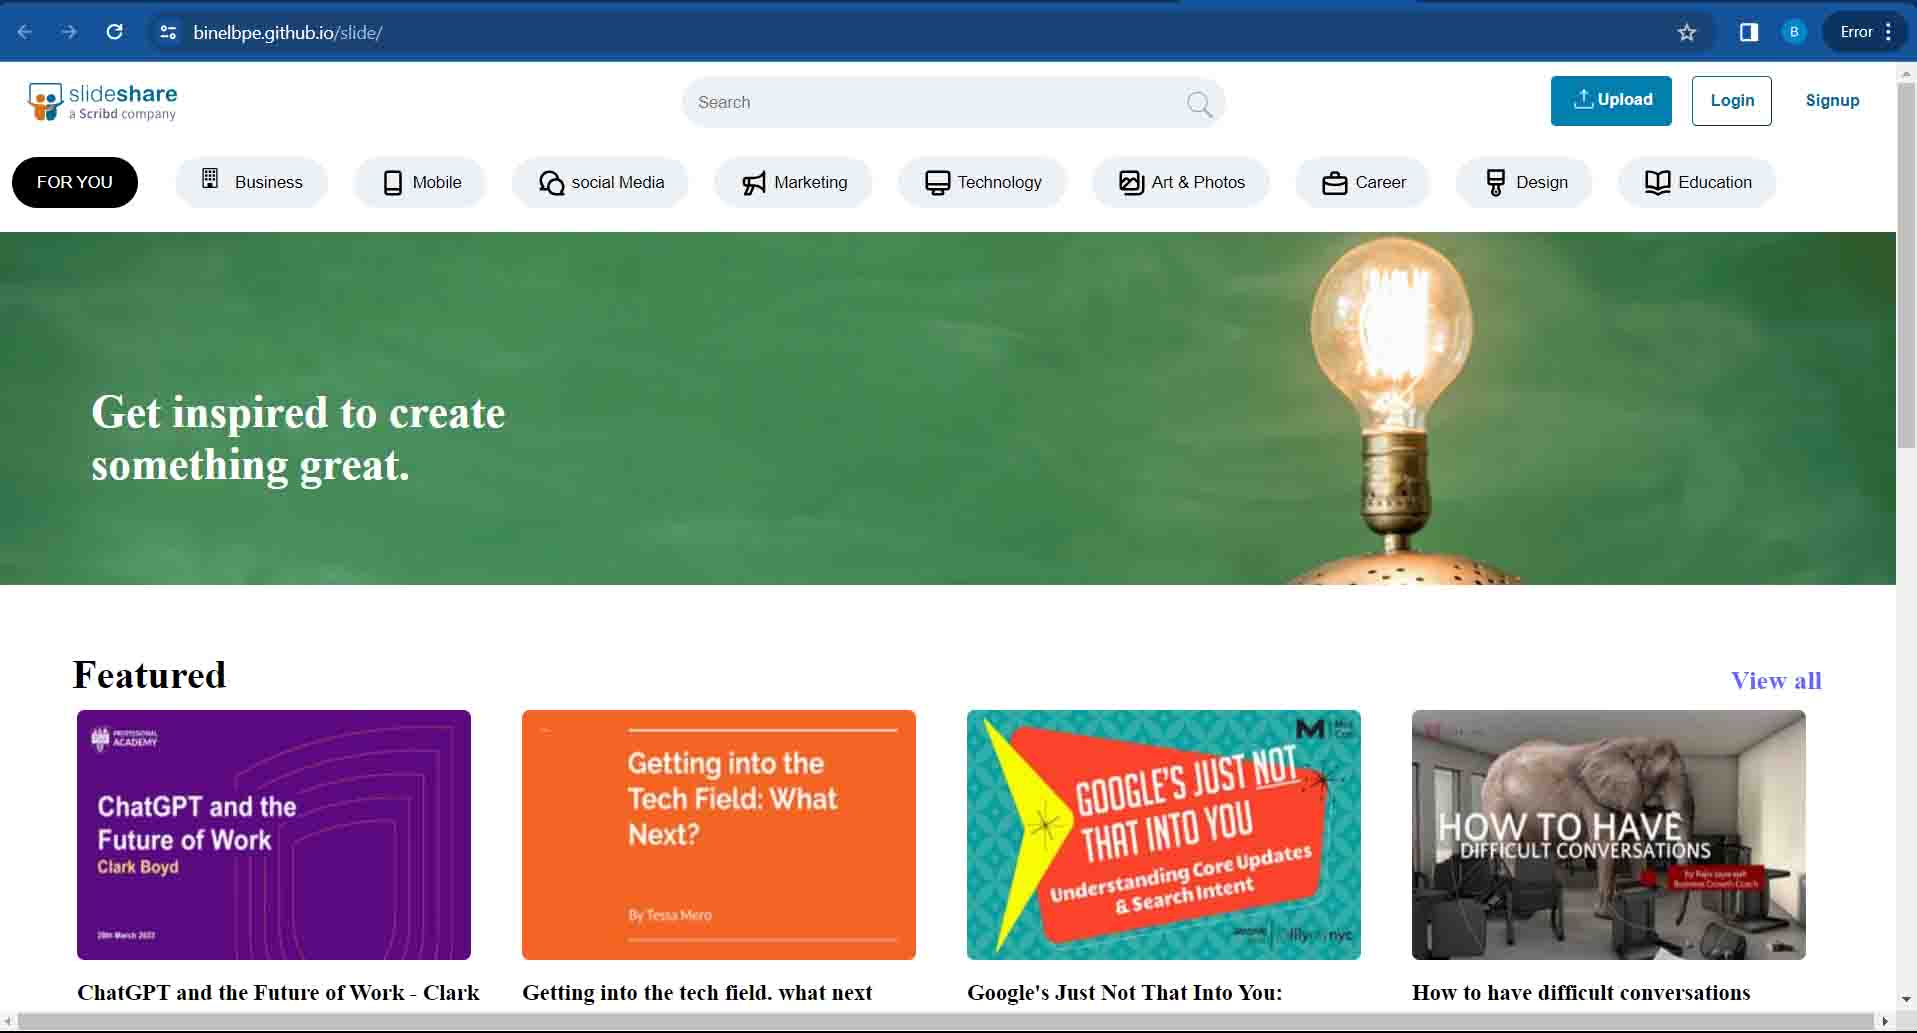 binelbpe.github.io/slide/
B
Error
slideshare
a Scribd company
Search
Upload
Login
Signup
FOR YOU
Business
Mobile
social Media
Marketing
Technology
Art & Photos
Career
Design
Education
Get inspired to create
something great.
Featured
View all
PROFESSIONAL
ACADEMY
ChatGPT and the
Future of Work
Clark Boyd
Getting into the
Tech Field: What
Next?
By Tessa Mero
M
GOOGLE'S JUST NOT
THAT INTO YOU
Understanding Core Updates
& Search Intent
HOW TO HAVE
DIFFICULT CONVERSATIONS
Business Growth Coach
ChatGPT and the Future of Work - Clark
Getting into the tech field. what next
Google's Just Not That Into You:
How to have difficult conversations